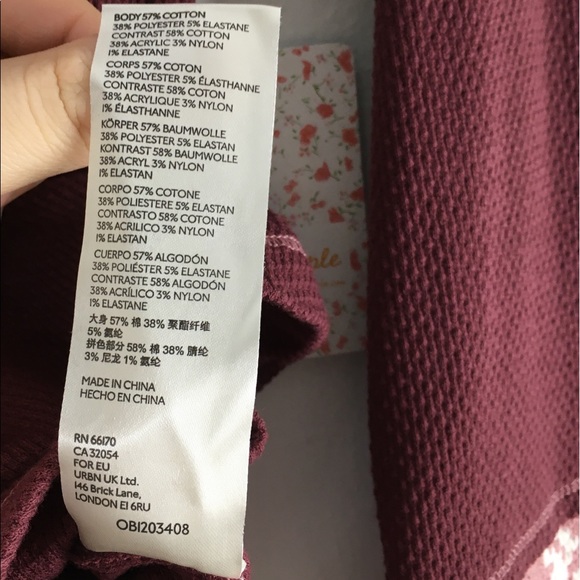 BODY 57% COTTON
38% POLYESTER 5% ELASTANE
CONTRAST 58% COTTON
38% ACRYLIC 3% NYLON
1% ELASTANE
CORPS 57% COTON
38% POLYESTER 5% ÉLASTHANNE
CONTRASTE 58% COTON
38% ACRYLIQUE 3% NYLON
1% ÉLASTHANNE
KÖRPER 57% BAUMWOLLE
38% POLYESTER 5% ELASTAN
KONTRAST 58% BAUMWOLLE
38% ACRYL 3% NYLON
1% ELASTAN
CORPO 57% COTONE
38% POLIESTERE 5% ELASTAN
CONTRASTO 58% COTONE
38% ACRILICO 3% NYLON
1% ELASTAN
CUERPO 57% ALGODÓN
38% POLIÉSTER 5% ELASTANE
CONTRASTE 58% ALGODÓN
38% ACRÍLICO 3% NYLON
1% ELASTANE
大身 57% 棉 38% 聚酯纤维
5% 氨纶
拼色部分 58% 棉 38% 腈纶
3% 尼龙 1% 氨纶
MADE IN CHINA
HECHO EN CHINA
RN 66170
CA 32054
FOR EU
URBN UK Ltd.
146 Brick Lane,
LONDON E1 6RU
OB1203408